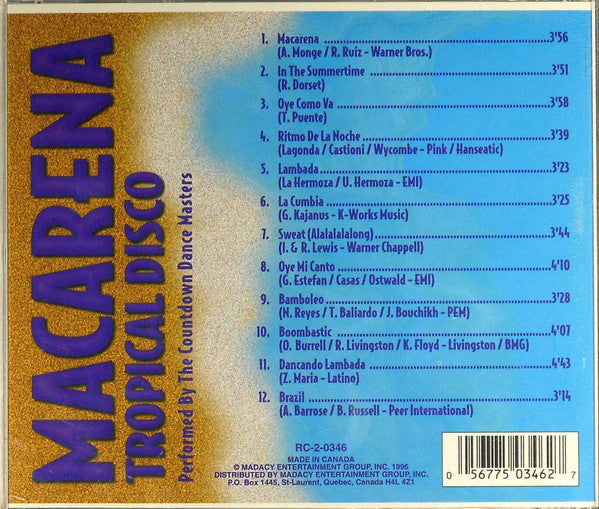 MACARENA
TROPICAL DISCO
Performed By The Countdown Dance Masters
1. Macarena ...3'56
(A. Monge / R. Ruiz - Warner Bros.)
2. In The Summertime ...3'51
(R. Dorset)
3. Oye Como Va ...3'58
(T. Puente)
4. Ritmo De La Noche ...3'39
(Lagonda / Castioni / Wycombe - Pink / Hanseatic)
5. Lambada ...3'23
(La Hermoza / U. Hermoza - EMI)
6. La Cumbia ...3'25
(G. Kajanus - K-Works Music)
7. Sweat (Alalalalalong) ...3'44
(I. & R. Lewis - Warner Chappell)
8. Oye Mi Canto ...4'10
(G. Estefan / Casas / Ostwald - EMI)
9. Bamboleo ...3'28
(N. Reyes / T. Baliardo / J. Bouchikh - PEM)
10. Boombastic ...4'07
(O. Burrell / R. Livingston / K. Floyd - Livingston / BMG)
11. Dancando Lambada ...4'43
(Z. Maria - Latino)
12. Brazil ...3'14
(A. Barrose / B. Russell - Peer International)
RC-2-0346
MADE IN CANADA
© MADACY ENTERTAINMENT GROUP, INC. 1996
DISTRIBUTED BY MADACY ENTERTAINMENT GROUP, INC.
P.O. Box 1445, St-Laurent, Quebec, Canada H4L 4Z1
0 56775 03462 7